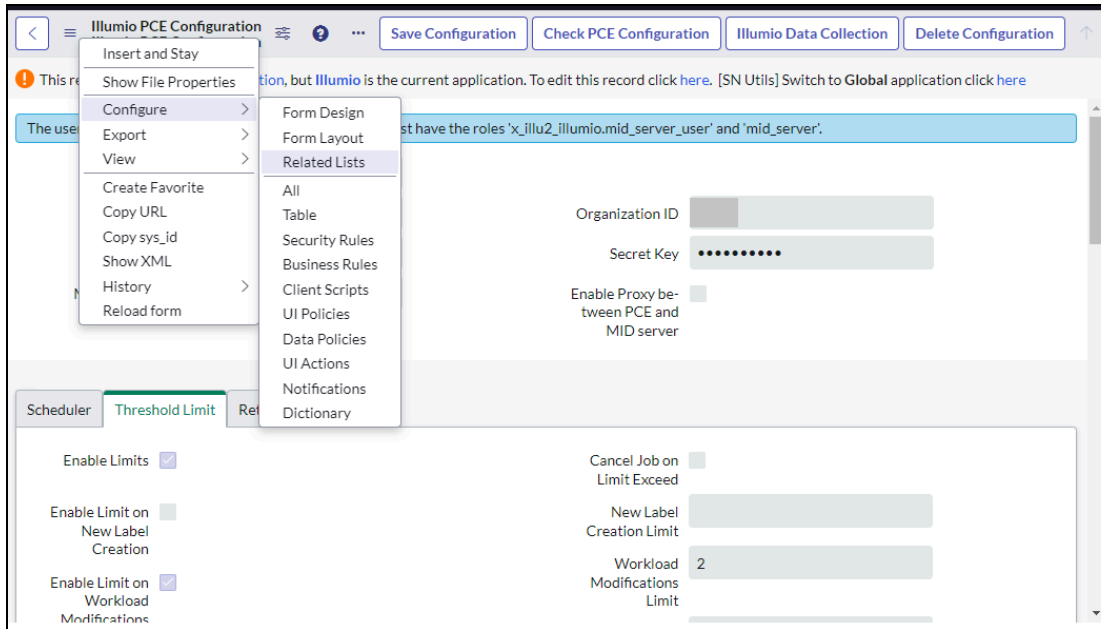 Illumio PCE Configuration
Save Configuration
Check PCE Configuration
Illumio Data Collection
Delete Configuration
Insert and Stay
Show File Properties
Configure
Export
View
Create Favorite
Copy URL
Copy sys_id
Show XML
History
Reload form
Form Design
Form Layout
Related Lists
All
Table
Security Rules
Business Rules
Client Scripts
UI Policies
Data Policies
UI Actions
Notifications
Dictionary
This re
tion, but Illumio is the current application. To edit this record click here. [SN Utils] Switch to Global application click here
The use
st have the roles 'x_illu2_illumio.mid_server_user' and 'mid_server'.
Organization ID
Secret Key ••••••••••
Enable Proxy be-
tween PCE and
MID server
Scheduler Threshold Limit Ret
Enable Limits
Cancel Job on
Limit Exceed
Enable Limit on
New Label
Creation
New Label
Creation Limit
Enable Limit on
Workload
Modifications
Workload 2
Modifications
Limit